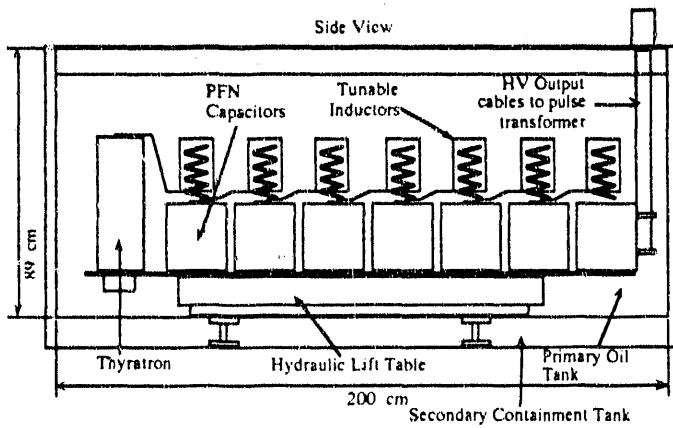 Side View
PFN
Capacitors
Tunable
Inductors
HV Output
cables to pulse
transformer
89 cm
Thyratron
Hydraulic Lift Table
Primary Oil
Tank
200 cm
Secondary Containment Tank